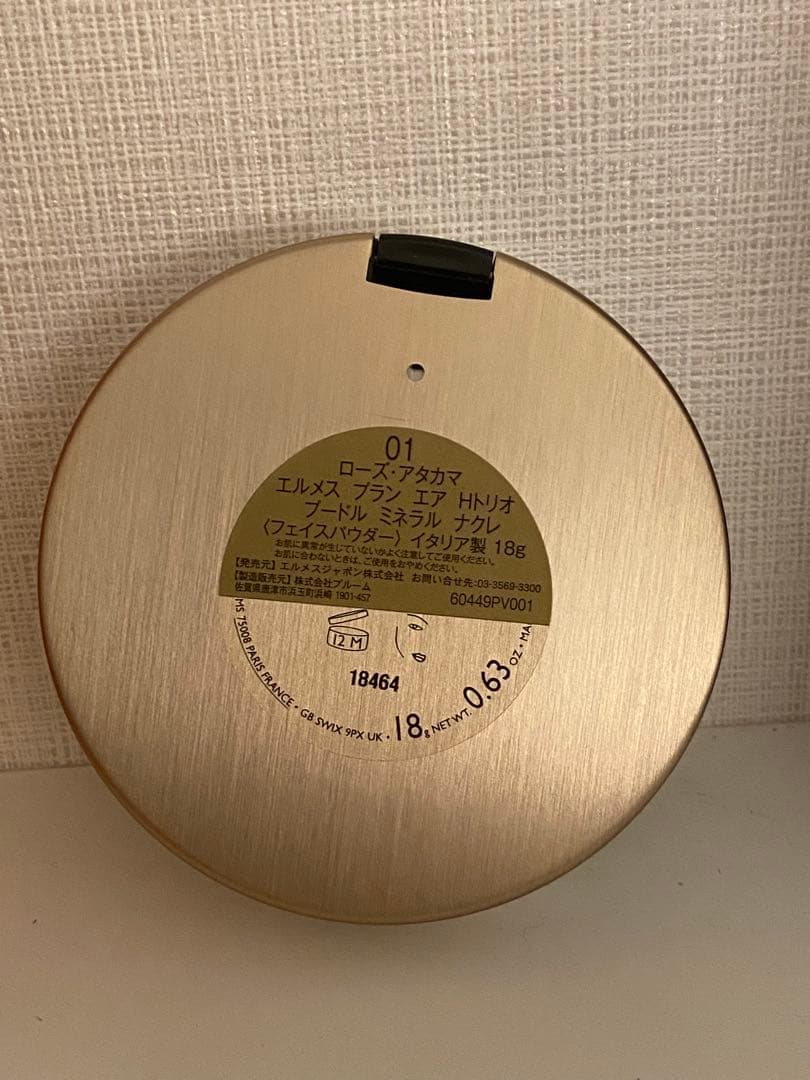 01
ローズ・アタカマ
エルメス プラン エア Hトリオ
プードル ミネラル ナクレ
〈フェイスパウダー〉 イタリア製 18g
お肌に異常が生じていないかよく注意してご使用ください。
お肌に合わないときは、ご使用をおやめください。
【発売元】エルメスジャポン株式会社 お問い合せ先:03-3569-3300
【製造販売元】株式会社ブルーム
佐賀県唐津市浜玉町浜崎 1901-457
60449PV001
12 M
18464
MS 75008 PARIS FRANCE • GB SW1X 9PX UK • 18g NET WT. 0.63 OZ • MA